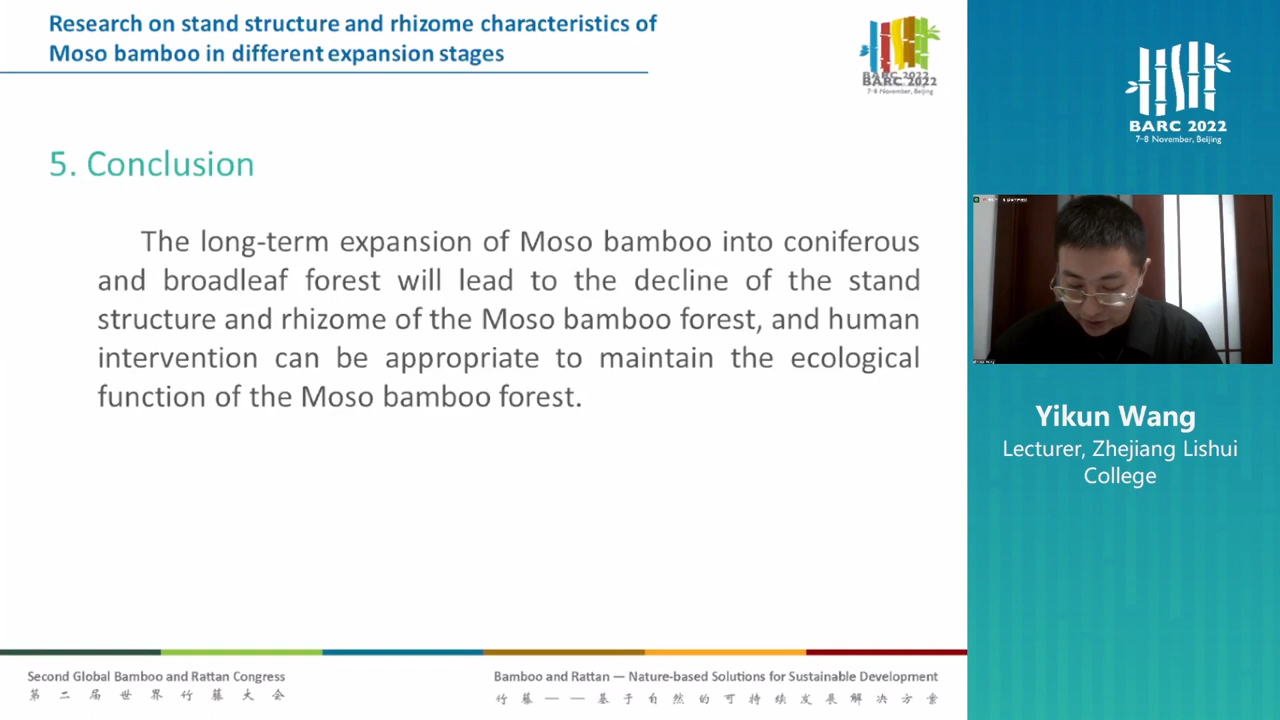 Research on stand structure and rhizome characteristics of
Moso bamboo in different expansion stages
BARC 2022
7-8 November, Beijing
BARC 2022
7-8 November, Beijing
5. Conclusion
The long-term expansion of Moso bamboo into coniferous
and broadleaf forest will lead to the decline of the stand
structure and rhizome of the Moso bamboo forest, and human
intervention can be appropriate to maintain the ecological
function of the Moso bamboo forest.
Yikun Wang
Lecturer, Zhejiang Lishui
College
Second Global Bamboo and Rattan Congress
第二届世界竹藤大会
Bamboo and Rattan — Nature-based Solutions for Sustainable Development
竹藤——基于自然的可持续发展解决方案